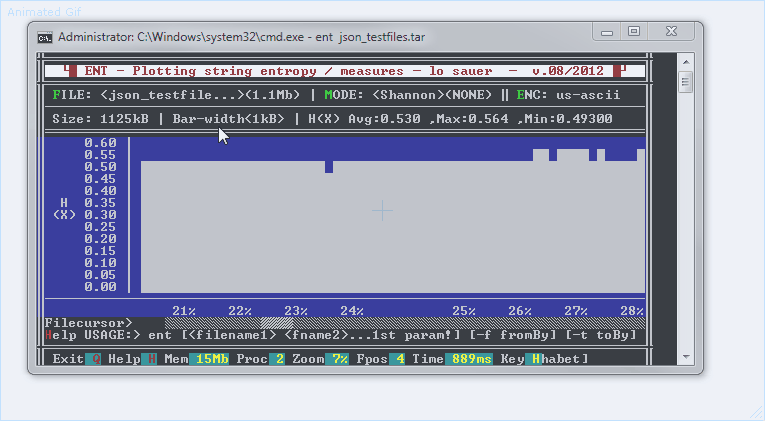 Animated Gif
Administrator: C:\Windows\system32\cmd.exe - ent json_testfiles.tar
ENT - Plotting string entropy / measures - lo sauer - v.08/2012
FILE: <json_testfile...><1.1Mb> | MODE: <Shannon><NONE> || ENC: us-ascii
Size: 1125kB | Bar-width<1kB> | H(X) Avg:0.530 ,Max:0.564 ,Min:0.49300
0.60
0.55
0.50
0.45
0.40
H 0.35
(X) 0.30
0.25
0.20
0.15
0.10
0.05
0.00
21% 22% 23% 24% 25% 26% 27% 28%
Filecursor>
Help USAGE:> ent [<filename1> <fname2>...1st param!] [-f fromBy] [-t toBy]
Exit Q Help H Mem 15Mb Proc 2 Zoom 7% Fpos 4 Time 889ms Key Hhabet]